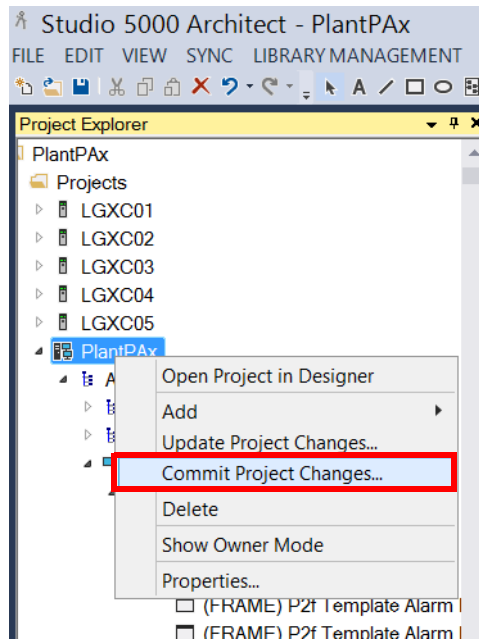 Studio 5000 Architect - PlantPAx
FILE EDIT VIEW SYNC LIBRARY MANAGEMENT
Project Explorer
PlantPAx
Projects
LGXC01
LGXC02
LGXC03
LGXC04
LGXC05
PlantPAx
A
Open Project in Designer
Add
Update Project Changes...
Commit Project Changes...
Delete
Show Owner Mode
Properties...
(FRAME) P2f Template Alarm
(FRAME) P2f Template Alarm